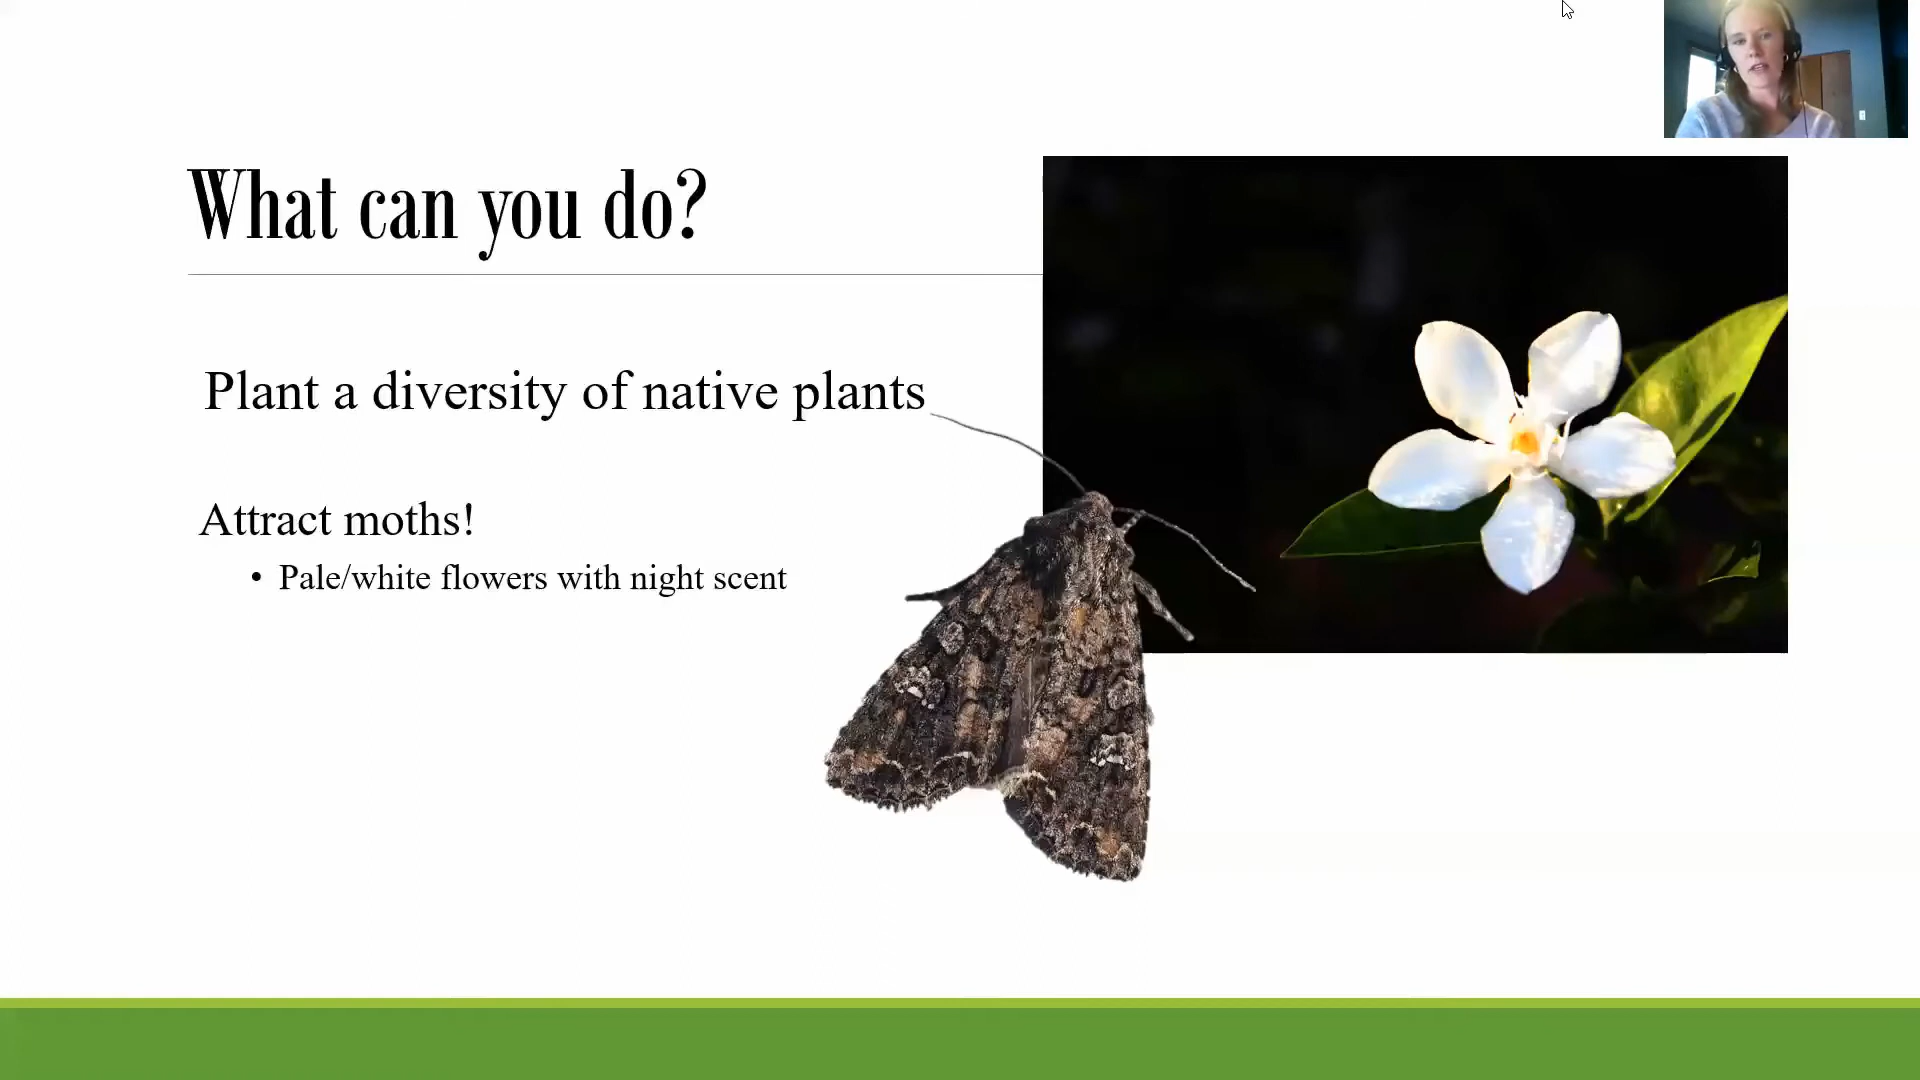 What can you do?
Plant a diversity of native plants
Attract moths!
• Pale/white flowers with night scent